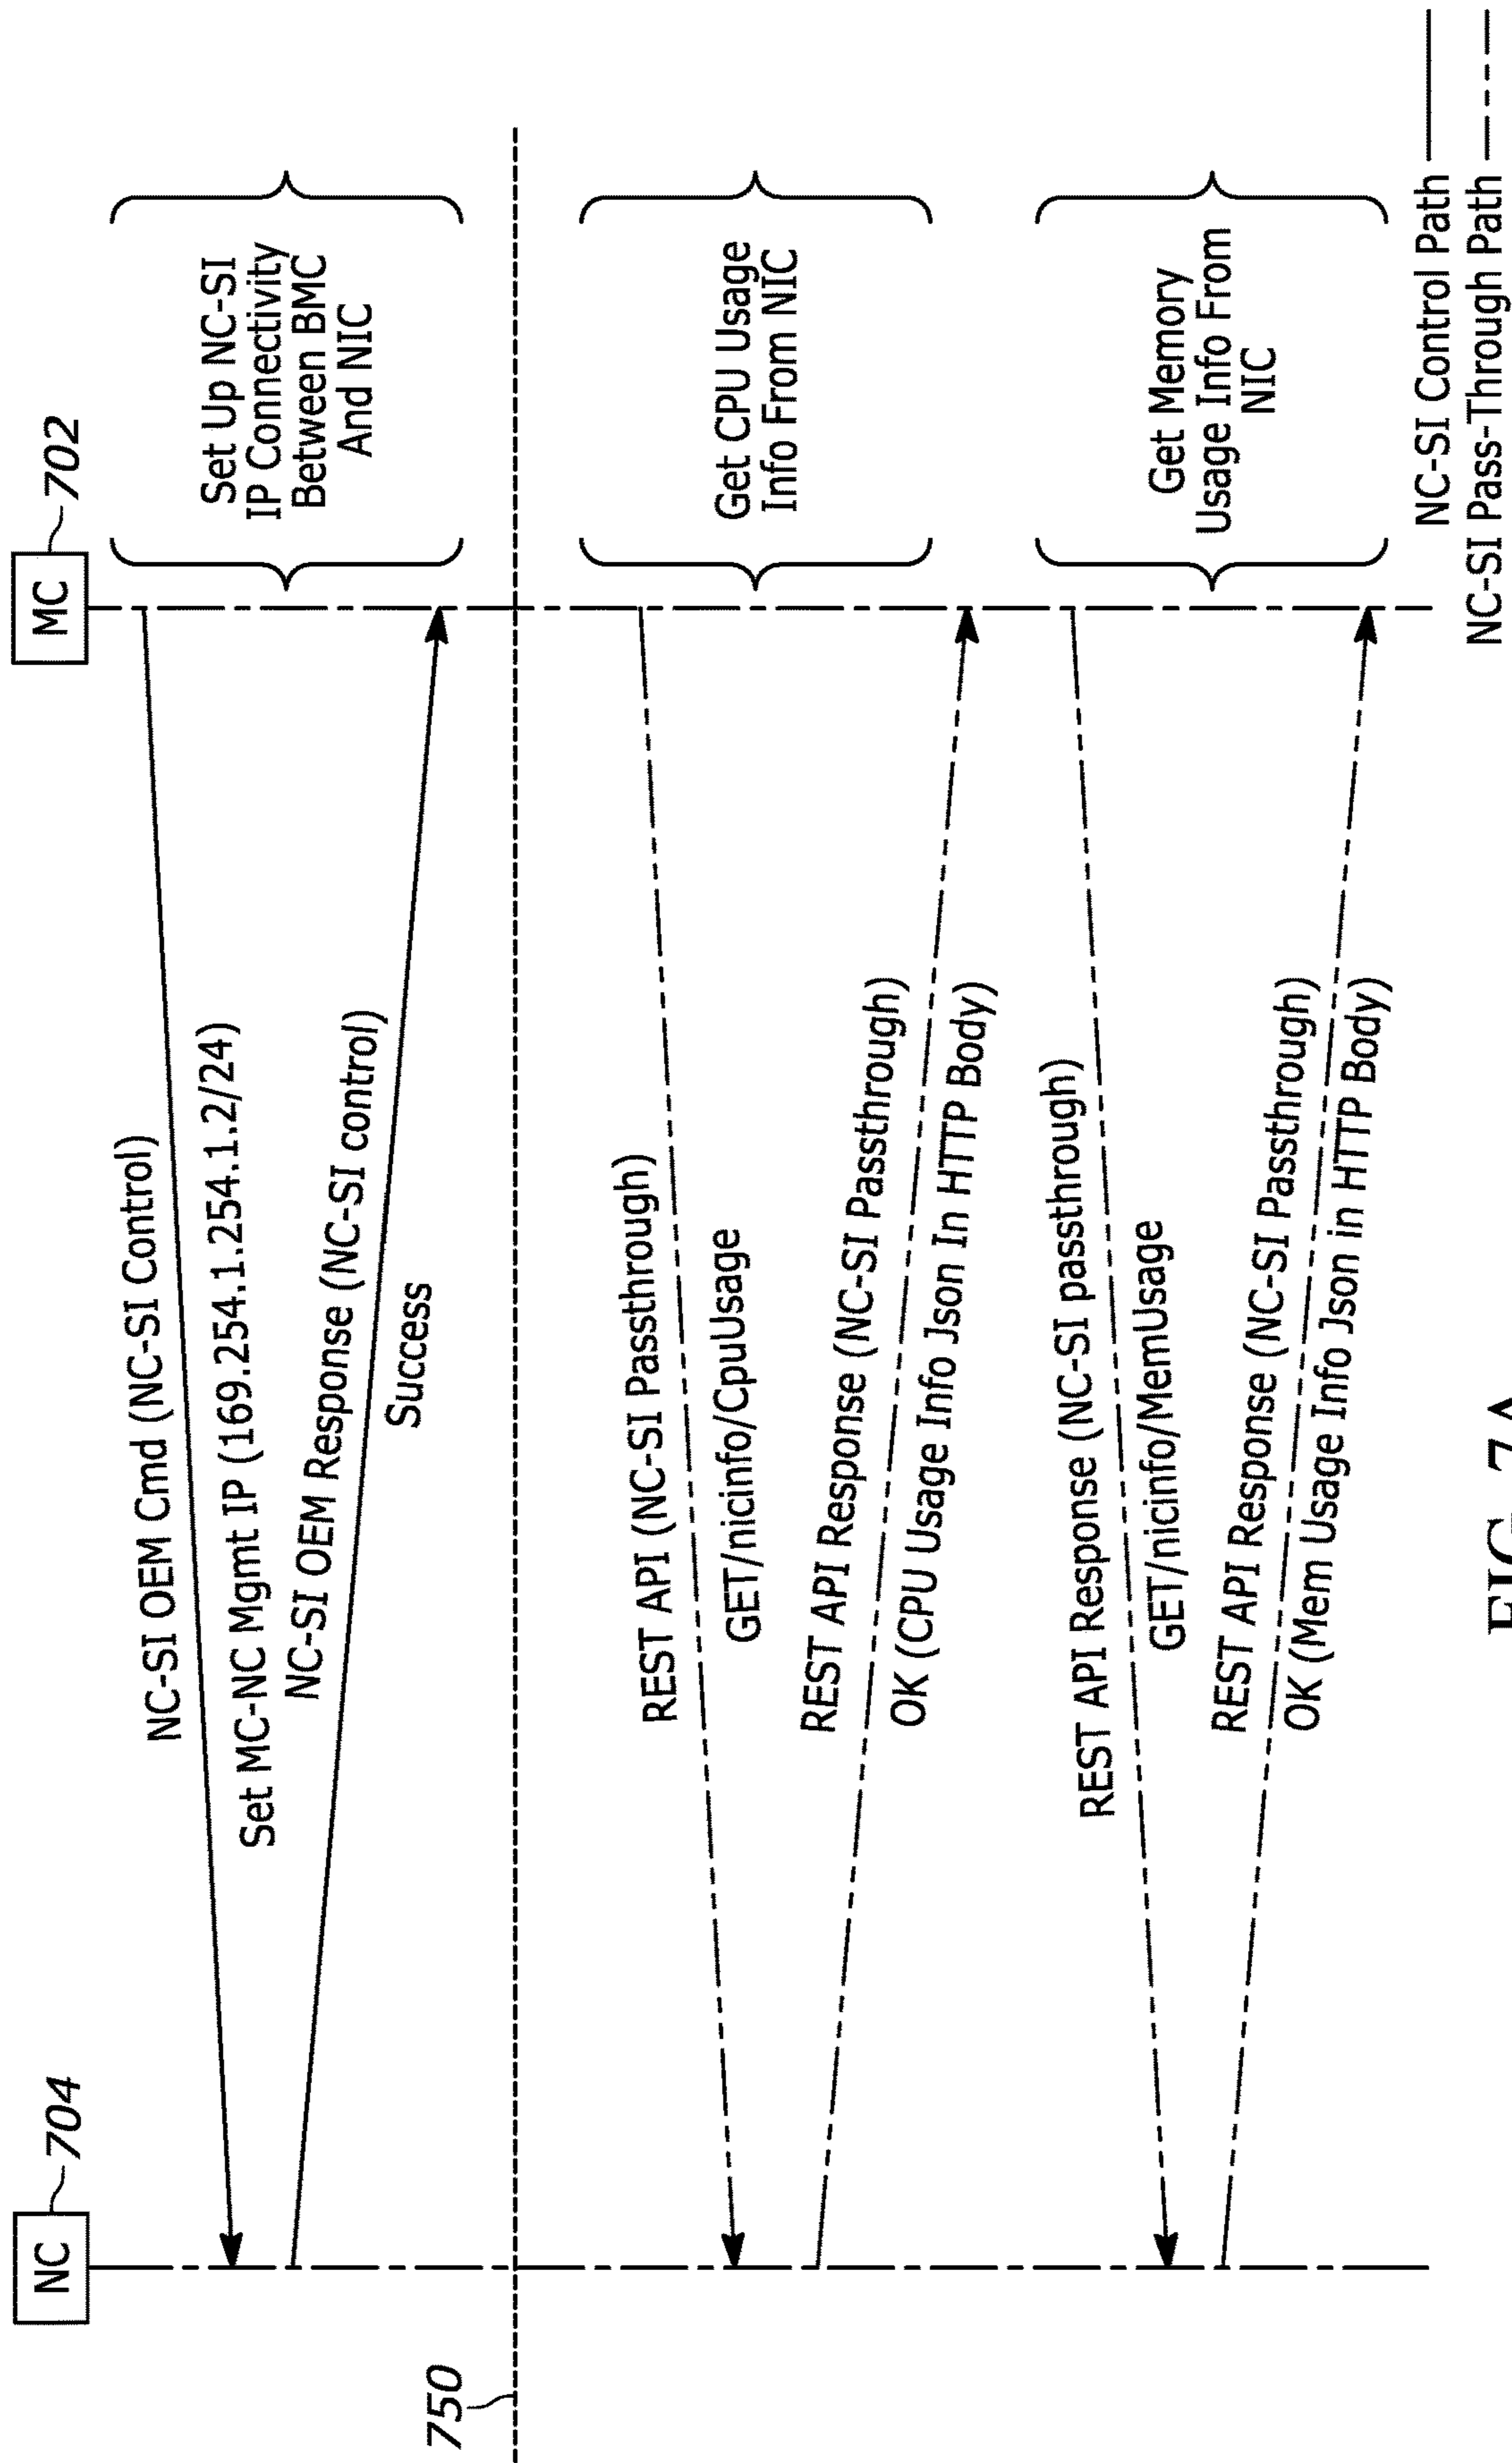 NC
704
MC
702
NC-SI OEM Cmd (NC-SI Control)
Set MC-NC Mgmt IP (169.254.1.254.1.2/24)
NC-SI OEM Response (NC-SI control)
Success
Set Up NC-SI
IP Connectivity
Between BMC
And NIC
750
REST API (NC-SI Passthrough)
GET/nicinfo/CpuUsage
REST API Response (NC-SI Passthrough)
OK (CPU Usage Info Json In HTTP Body)
Get CPU Usage
Info From NIC
REST API Response (NC-SI passthrough)
GET/nicinfo/MemUsage
REST API Response (NC-SI Passthrough)
OK (Mem Usage Info Json in HTTP Body)
Get Memory
Usage Info From
NIC
NC-SI Control Path
NC-SI Pass-Through Path
FIG. 7A